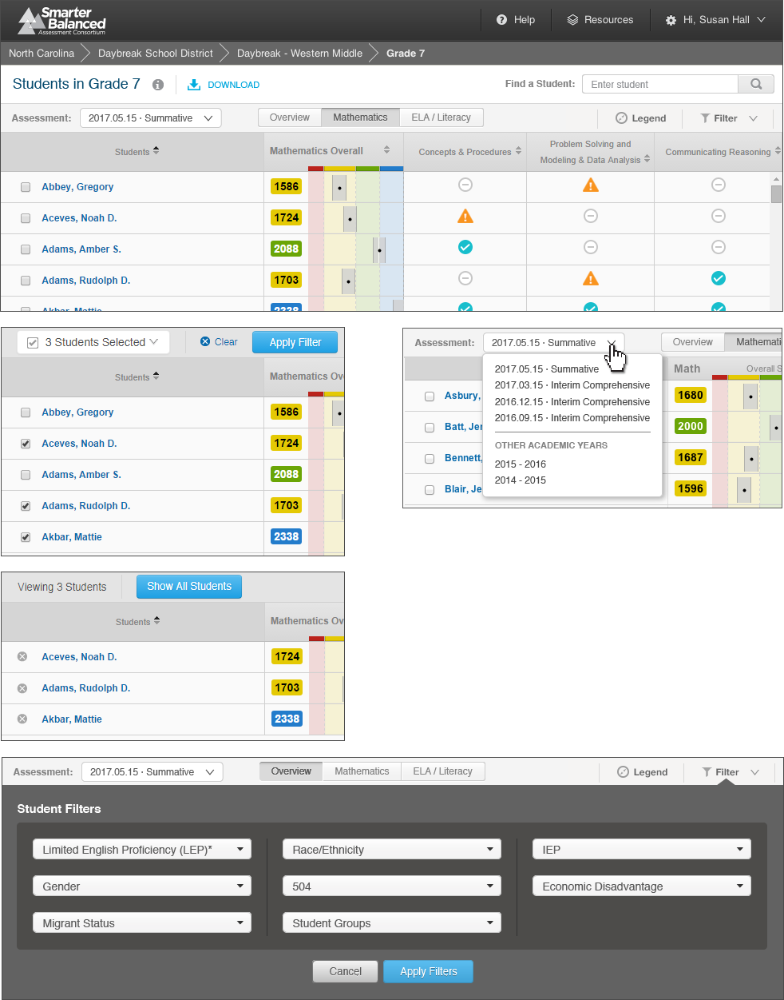 Smarter
Balanced
Assessment Consortium
Help
Resources
Hi, Susan Hall
North Carolina
Daybreak School District
Daybreak - Western Middle
Grade 7
Students in Grade 7
DOWNLOAD
Find a Student:
Enter student
Assessment:
2017.05.15 · Summative
Overview
Mathematics
ELA / Literacy
Legend
Filter
Students
Mathematics Overall
Concepts & Procedures
Problem Solving and
Modeling & Data Analysis
Communicating Reasoning
Abbey, Gregory 1586
Aceves, Noah D. 1724
Adams, Amber S. 2088
Adams, Rudolph D. 1703
Akbar, Mattie 2338
3 Students Selected
Clear
Apply Filter
Students
Mathematics Ov
Abbey, Gregory 1586
Aceves, Noah D. 1724
Adams, Amber S. 2088
Adams, Rudolph D. 1703
Akbar, Mattie 2338
Assessment:
2017.05.15 · Summative
Overview
Mathemati
2017.05.15 · Summative
2017.03.15 · Interim Comprehensive
2016.12.15 · Interim Comprehensive
2016.09.15 · Interim Comprehensive
OTHER ACADEMIC YEARS
2015 - 2016
2014 - 2015
Math
Overall S
Asbury, 1680
Batt, Jer 2000
Bennett, 1687
Blair, Je 1596
Viewing 3 Students
Show All Students
Students
Mathematics Ov
Aceves, Noah D. 1724
Adams, Rudolph D. 1703
Akbar, Mattie 2338
Assessment:
2017.05.15 · Summative
Overview
Mathematics
ELA / Literacy
Legend
Filter
Student Filters
Limited English Proficiency (LEP)*
Race/Ethnicity
IEP
Gender
504
Economic Disadvantage
Migrant Status
Student Groups
Cancel
Apply Filters